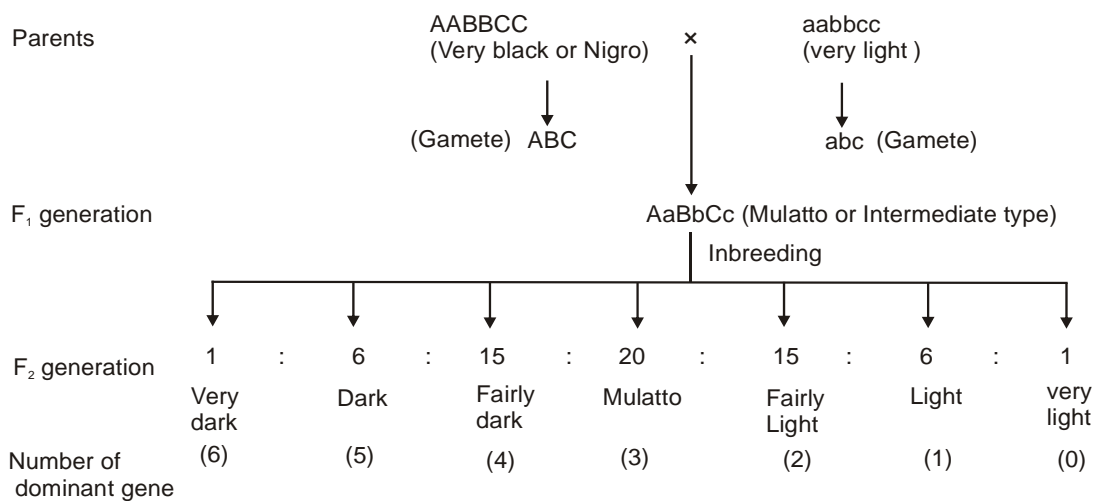 Parents
AABBCC
(Very black or Nigro)
×
aabbcc
(very light )
(Gamete) ABC
abc (Gamete)
F₁ generation
AaBbCc (Mulatto or Intermediate type)
Inbreeding
F₂ generation
1 : 6 : 15 : 20 : 15 : 6 : 1
Very dark
Dark
Fairly dark
Mulatto
Fairly Light
Light
very light
Number of dominant gene
(6) (5) (4) (3) (2) (1) (0)